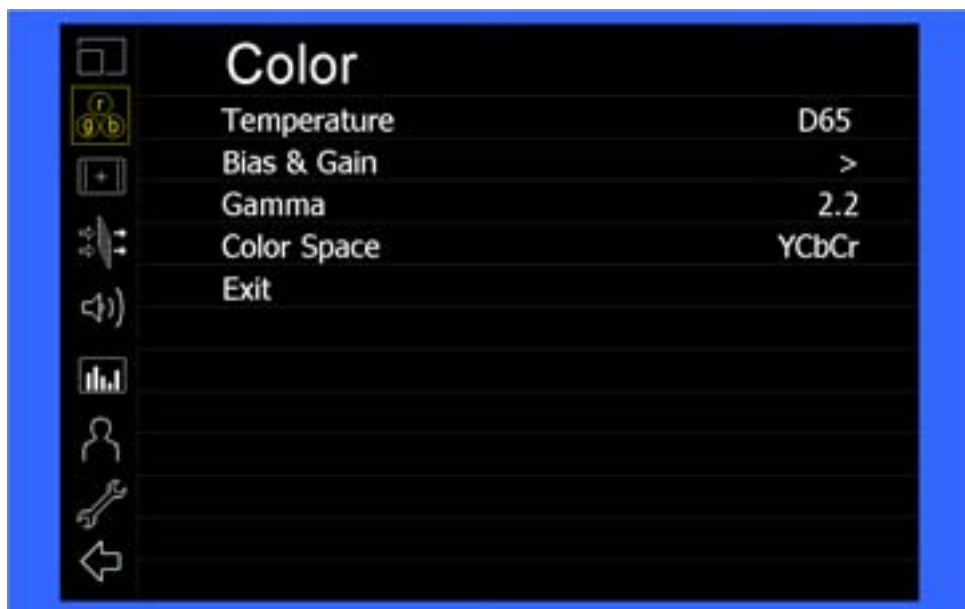 Color
r
g b
Temperature D65
Bias & Gain >
Gamma 2.2
Color Space YCbCr
Exit